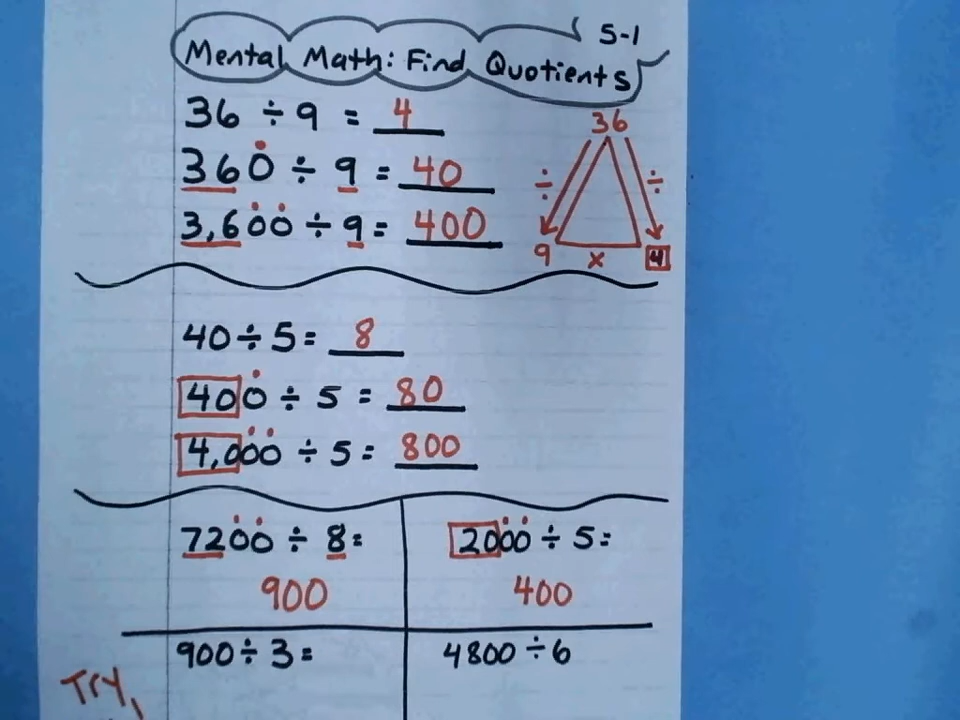 5-1
Mental Math: Find Quotients
36 ÷ 9 = 4
360 ÷ 9 = 40
3,600 ÷ 9 = 400
36
÷ ÷
9 x 4
40 ÷ 5 = 8
400 ÷ 5 = 80
4,000 ÷ 5 = 800
7200 ÷ 8 =
900
2000 ÷ 5 =
400
900 ÷ 3 =
4800 ÷ 6
Try